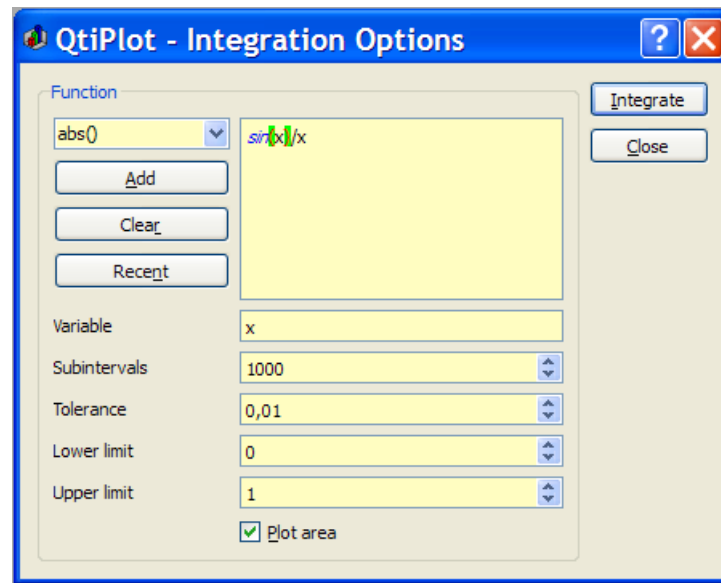 QtiPlot - Integration Options
Function
abs()
sin(x)/x
Add
Clear
Recent
Variable
x
Subintervals
1000
Tolerance
0,01
Lower limit
0
Upper limit
1
Plot area
Integrate
Close